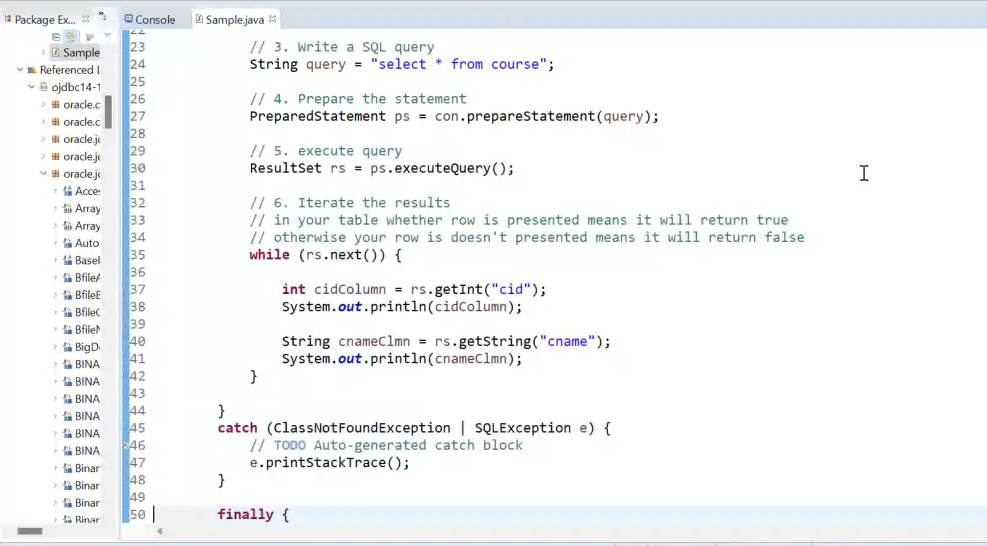 Package Ex...
Console
Sample.java
Sample
Referenced L
ojdbc14-1
oracle.c
oracle.c
oracle.jc
oracle.jc
oracle.jc
Acces
Array
Array
Auto
BaseF
BfileA
BfileE
BfileC
BfileN
BigDe
BINA
BINA
BINA
BINA
BINA
Binar
Binar
Binar
22
23 // 3. Write a SQL query
24 String query = "select * from course";
25
26 // 4. Prepare the statement
27 PreparedStatement ps = con.prepareStatement(query);
28
29 // 5. execute query
30 ResultSet rs = ps.executeQuery();
31
32 // 6. Iterate the results
33 // in your table whether row is presented means it will return true
34 // otherwise your row is doesn't presented means it will return false
35 while (rs.next()) {
36
37 int cidColumn = rs.getInt("cid");
38 System.out.println(cidColumn);
39
40 String cnameClmn = rs.getString("cname");
41 System.out.println(cnameClmn);
42 }
43
44 }
45 catch (ClassNotFoundException | SQLException e) {
46 // TODO Auto-generated catch block
47 e.printStackTrace();
48 }
49
50 finally {